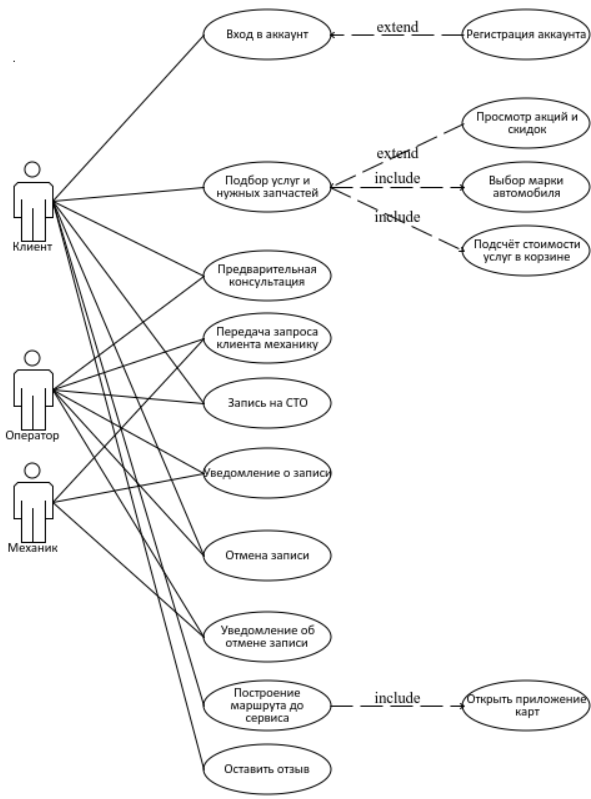 Вход в аккаунт
extend
Регистрация аккаунта
Просмотр акций и
скидок
extend
Подбор услуг и
нужных запчастей
include
Выбор марки
автомобиля
include
Подсчёт стоимости
услуг в корзине
Клиент
Предварительная
консультация
Передача запроса
клиента механику
Запись на СТО
Оператор
Уведомление о записи
Механик
Отмена записи
Уведомление об
отмене записи
Построение
маршрута до
сервиса
include
Открыть приложение
карт
Оставить отзыв